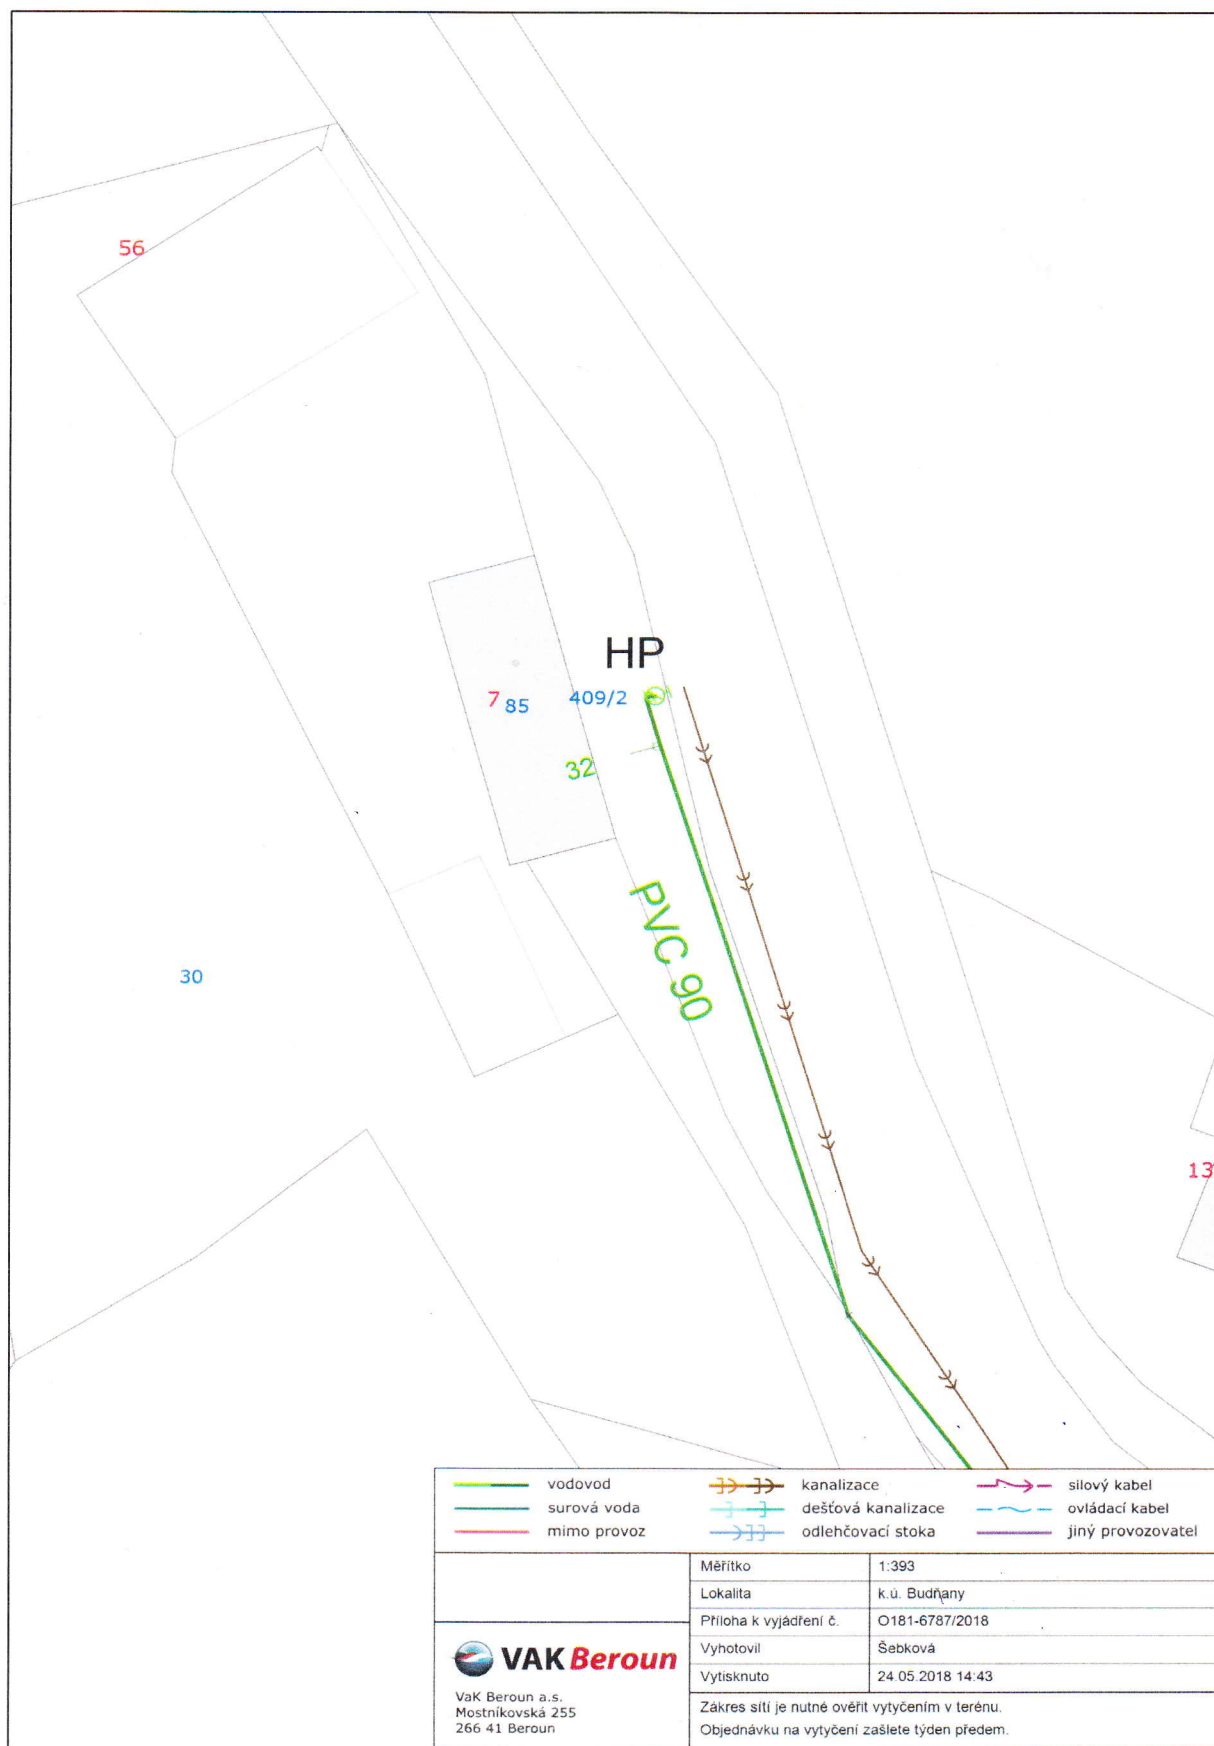 56
HP
7
85
409/2
32
PVC 90
30
13
vodovod
kanalizace
silový kabel
surová voda
dešťová kanalizace
ovládací kabel
mimo provoz
odlehčovací stoka
jiný provozovatel
Měřítko 1:393
Lokalita k.ú. Budňany
Příloha k vyjádření č. O181-6787/2018
Vyhotovil Šebková
Vytisknuto 24.05.2018 14:43
VAK Beroun
VaK Beroun a.s.
Mostníkovská 255
266 41 Beroun
Zákres sítí je nutné ověřit vytyčením v terénu.
Objednávku na vytyčení zašlete týden předem.